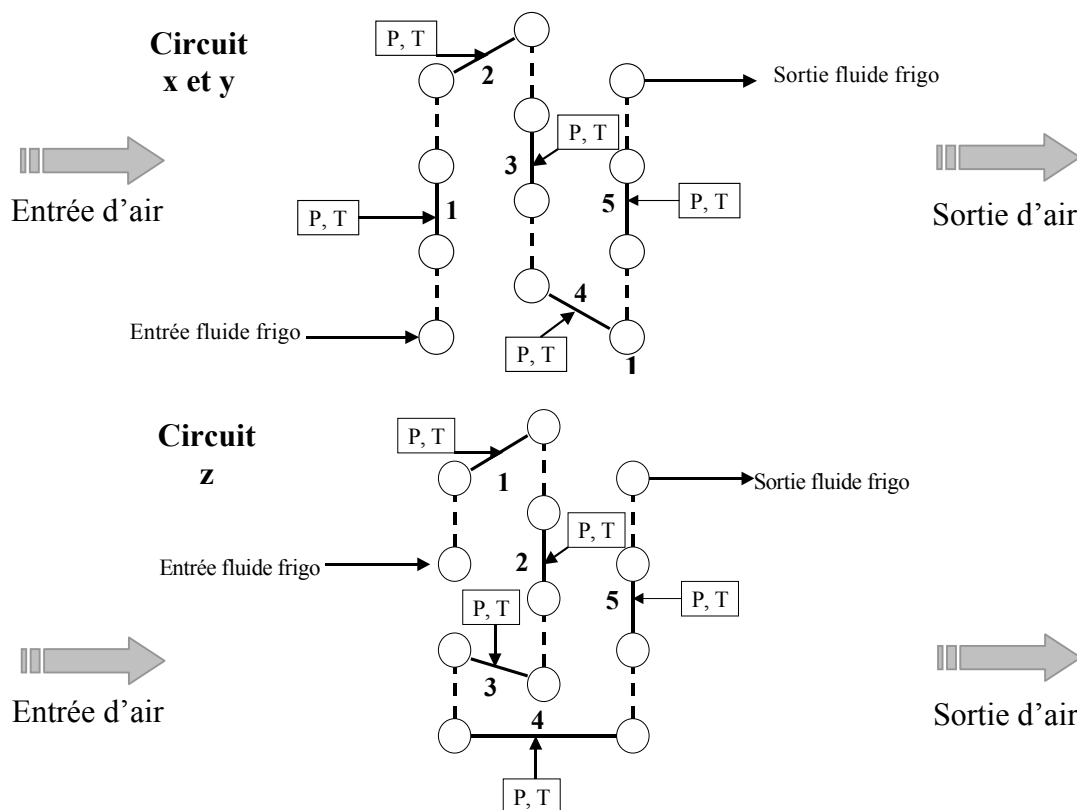 Circuit
x et y
P, T
2
Sortie fluide frigo
P, T
3
P, T
1
5
P, T
Entrée d’air
Sortie d’air
4
Entrée fluide frigo
P, T
1
Circuit
z
P, T
1
Sortie fluide frigo
P, T
2
Entrée fluide frigo
P, T
5
P, T
3
Entrée d’air
4
Sortie d’air
P, T